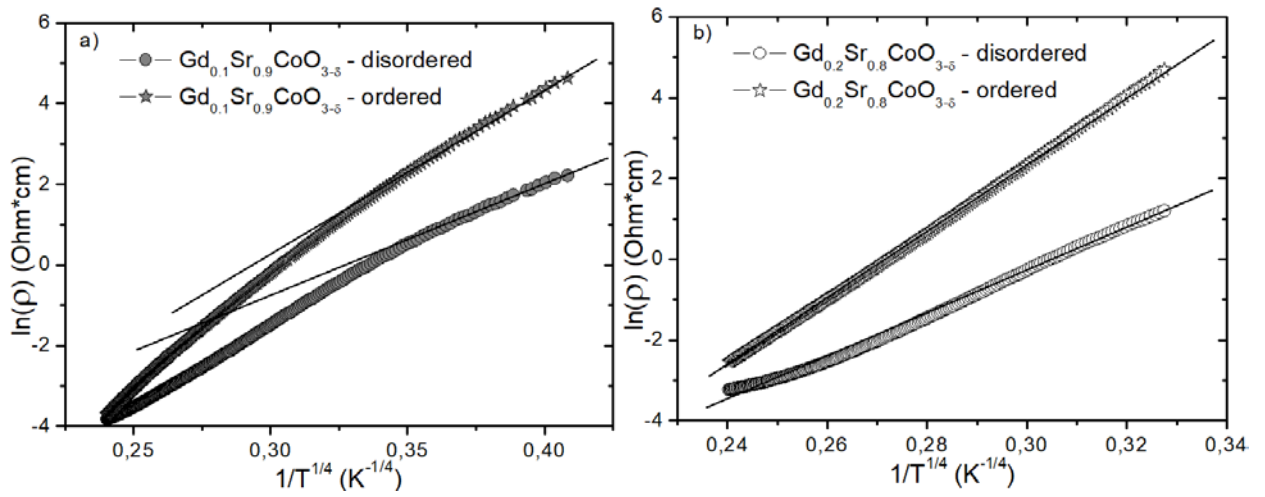 a)
Gd0.1Sr0.9CoO3-δ - disordered
Gd0.1Sr0.9CoO3-δ - ordered
ln(ρ) (Ohm*cm)
6
4
2
0
-2
-4
0,25
0,30
0,35
0,40
1/T^1/4 (K^-1/4)
b)
Gd0.2Sr0.8CoO3-δ - disordered
Gd0.2Sr0.8CoO3-δ - ordered
ln(ρ) (Ohm*cm)
6
4
2
0
-2
-4
0,24
0,26
0,28
0,30
0,32
0,34
1/T^1/4 (K^-1/4)